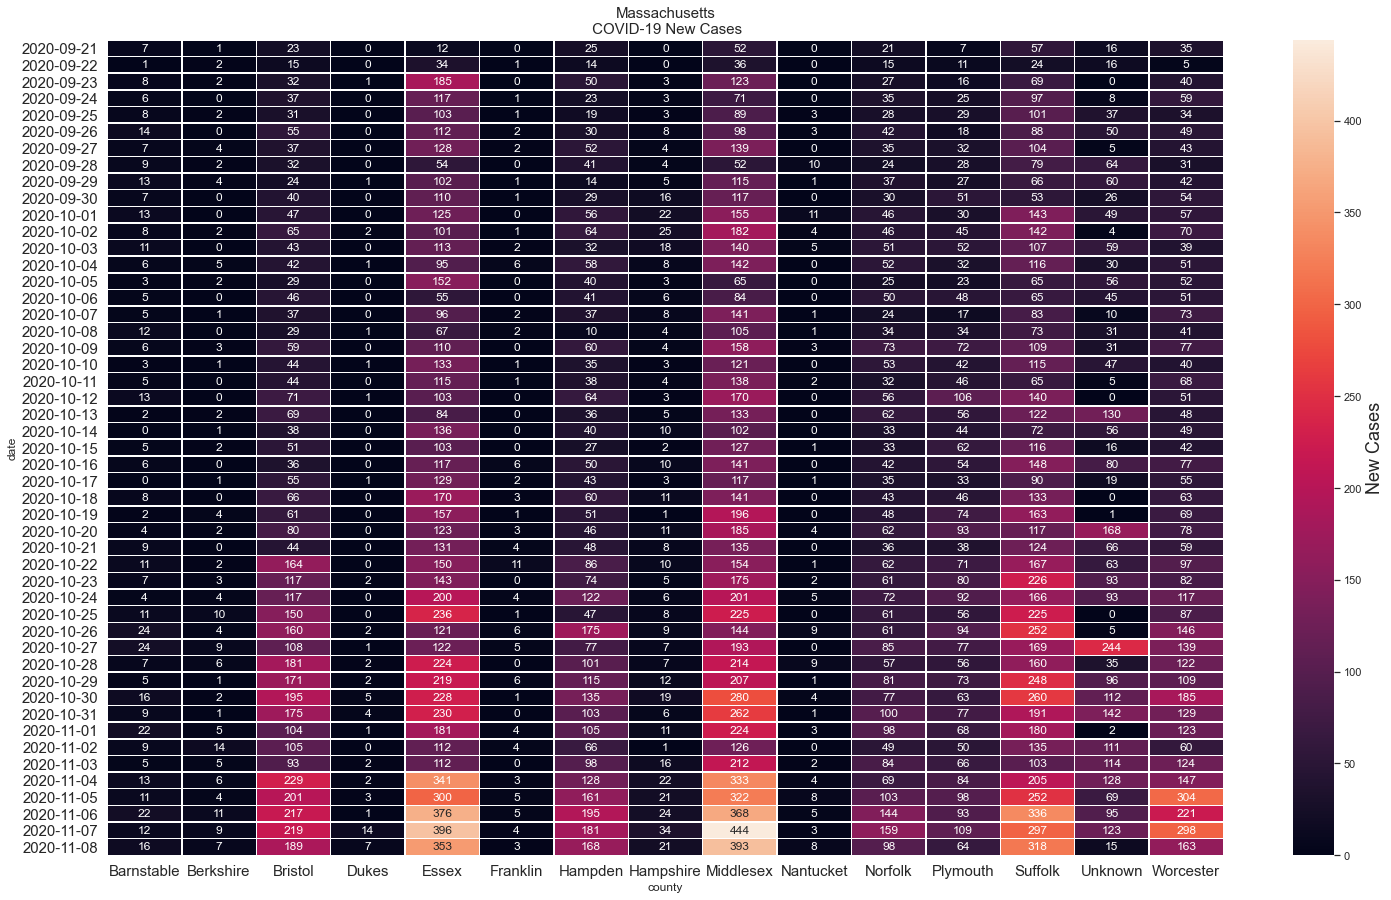 Massachusetts
COVID-19 New Cases
2020-09-21 7 1 23 0 12 0 25 0 52 0 21 7 57 16 35
2020-09-22 1 2 15 0 34 1 14 0 36 0 15 11 24 16 5
2020-09-23 8 2 32 1 185 0 50 3 123 0 27 16 69 0 40
2020-09-24 6 0 37 0 117 1 23 3 71 0 35 25 97 8 59
2020-09-25 8 2 31 0 103 1 19 3 89 3 28 29 101 37 34
2020-09-26 14 0 55 0 112 2 30 8 98 3 42 18 88 50 49
2020-09-27 7 4 37 0 128 2 52 4 139 0 35 32 104 5 43
2020-09-28 9 2 32 0 54 0 41 4 52 10 24 28 79 64 31
2020-09-29 13 4 24 1 102 1 14 5 115 1 37 27 66 60 42
2020-09-30 7 0 40 0 110 1 29 16 117 0 30 51 53 26 54
2020-10-01 13 0 47 0 125 0 56 22 155 11 46 30 143 49 57
2020-10-02 8 2 65 2 101 1 64 25 182 4 46 45 142 4 70
2020-10-03 11 0 43 0 113 2 32 18 140 5 51 52 107 59 39
2020-10-04 6 5 42 1 95 6 58 8 142 0 52 32 116 30 51
2020-10-05 3 2 29 0 152 0 40 3 65 0 25 23 65 56 52
2020-10-06 5 0 46 0 55 0 41 6 84 0 50 48 65 45 51
2020-10-07 5 1 37 0 96 2 37 8 141 1 24 17 83 10 73
2020-10-08 12 0 29 1 67 2 10 4 105 1 34 34 73 31 41
2020-10-09 6 3 59 0 110 0 60 4 158 3 73 72 109 31 77
2020-10-10 3 1 44 1 133 1 35 3 121 0 53 42 115 47 40
2020-10-11 5 0 44 0 115 1 38 4 138 2 32 46 65 5 68
2020-10-12 13 0 71 1 103 0 64 3 170 0 56 106 140 0 51
2020-10-13 2 2 69 0 84 0 36 5 133 0 62 56 122 130 48
2020-10-14 0 1 38 0 136 0 40 10 102 0 33 44 72 56 49
2020-10-15 5 2 51 0 103 0 27 2 127 1 33 62 116 16 42
2020-10-16 6 0 36 0 117 6 50 10 141 0 42 54 148 80 77
2020-10-17 0 1 55 1 129 2 43 3 117 1 35 33 90 19 55
2020-10-18 8 0 66 0 170 3 60 11 141 0 43 46 133 0 63
2020-10-19 2 4 61 0 157 1 51 1 196 0 48 74 163 1 69
2020-10-20 4 2 80 0 123 3 46 11 185 4 62 93 117 168 78
2020-10-21 9 0 44 0 131 4 48 8 135 0 36 38 124 66 59
2020-10-22 11 2 164 0 150 11 86 10 154 1 62 71 167 63 97
2020-10-23 7 3 117 2 143 0 74 5 175 2 61 80 226 93 82
2020-10-24 4 4 117 0 200 4 122 6 201 5 72 92 166 93 117
2020-10-25 11 10 150 0 236 1 47 8 225 0 61 56 225 0 87
2020-10-26 24 4 160 2 121 6 175 9 144 9 61 94 252 5 146
2020-10-27 24 9 108 1 122 5 77 7 193 0 85 77 169 244 139
2020-10-28 7 6 181 2 224 0 101 7 214 9 57 56 160 35 122
2020-10-29 5 1 171 2 219 6 115 12 207 1 81 73 248 96 109
2020-10-30 16 2 195 5 228 1 135 19 280 4 77 63 260 112 185
2020-10-31 9 1 175 4 230 0 103 6 262 1 100 77 191 142 129
2020-11-01 22 5 104 1 181 4 105 11 224 3 98 68 180 2 123
2020-11-02 9 14 105 0 112 4 66 1 126 0 49 50 135 111 60
2020-11-03 5 5 93 2 112 0 98 16 212 2 84 66 103 114 124
2020-11-04 13 6 229 2 341 3 128 22 333 4 69 84 205 128 147
2020-11-05 11 4 201 3 300 5 161 21 322 8 103 98 252 69 304
2020-11-06 22 11 217 1 376 5 195 24 368 5 144 93 336 95 221
2020-11-07 12 9 219 14 396 4 181 34 444 3 159 109 297 123 298
2020-11-08 16 7 189 7 353 3 168 21 393 8 98 64 318 15 163
Barnstable Berkshire Bristol Dukes Essex Franklin Hampden Hampshire Middlesex Nantucket Norfolk Plymouth Suffolk Unknown Worcester
county
date
400
350
300
250
200
150
100
50
0
New Cases